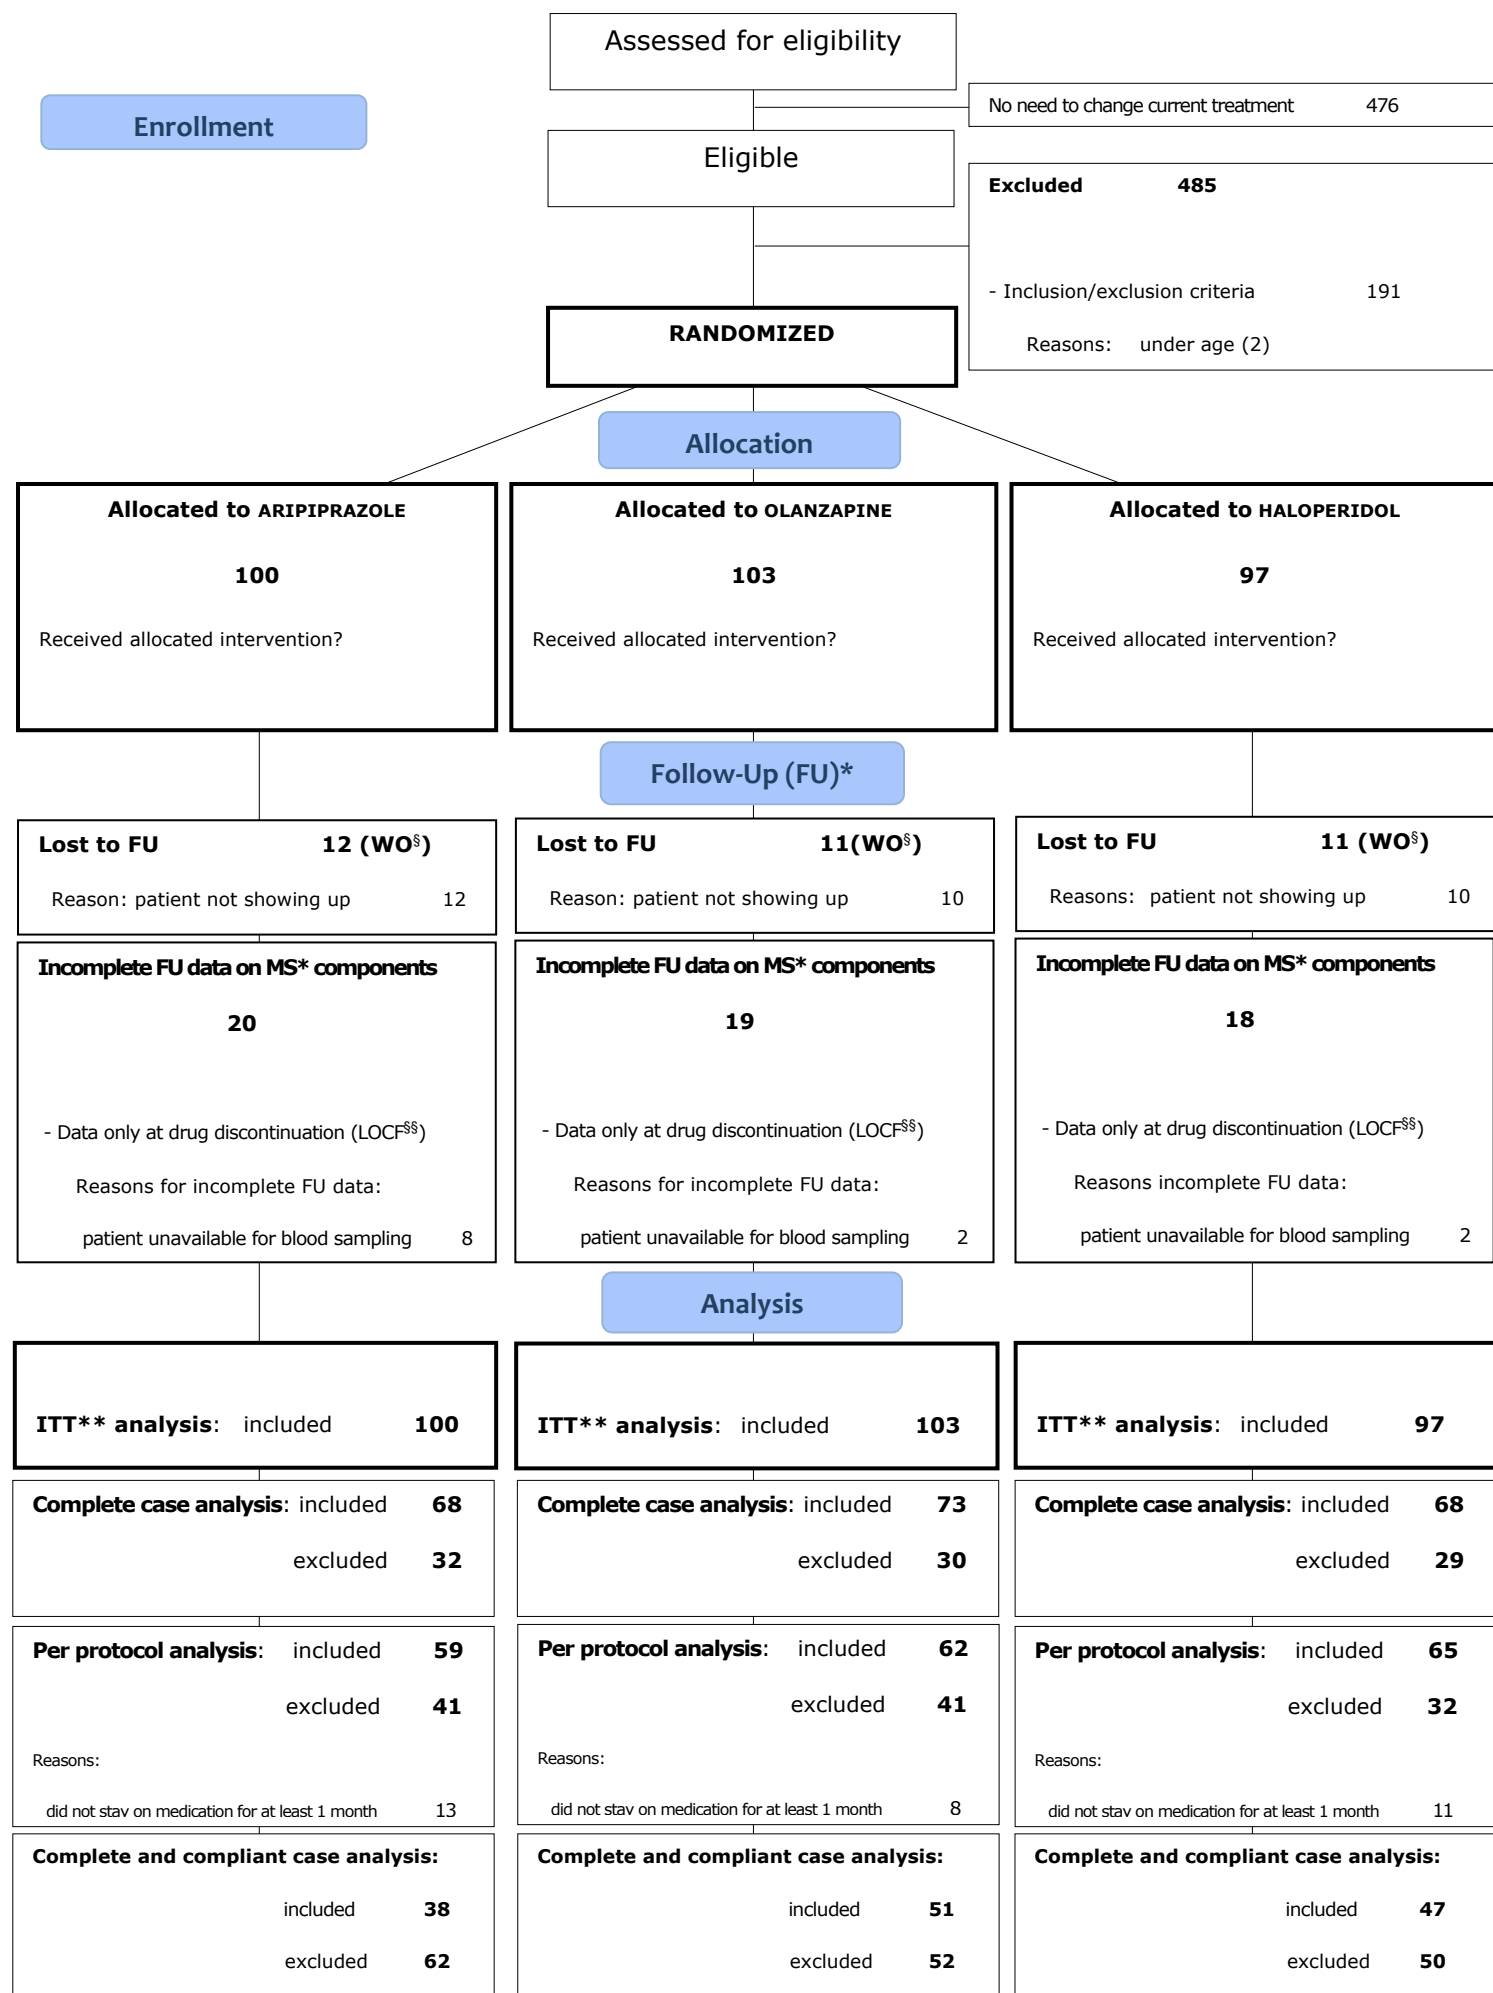 Assessed for eligibility
No need to change current treatment 476
Enrollment
Eligible
Excluded 485
- Inclusion/exclusion criteria 191
Reasons: under age (2)
RANDOMIZED
Allocation
Allocated to ARIPIPRAZOLE
100
Received allocated intervention?
Allocated to OLANZAPINE
103
Received allocated intervention?
Allocated to HALOPERIDOL
97
Received allocated intervention?
Follow-Up (FU)*
Lost to FU 12 (WO§)
Reason: patient not showing up 12
Lost to FU 11(WO§)
Reason: patient not showing up 10
Lost to FU 11 (WO§)
Reasons: patient not showing up 10
Incomplete FU data on MS* components
20
- Data only at drug discontinuation (LOCF§§)
Reasons for incomplete FU data:
patient unavailable for blood sampling 8
Incomplete FU data on MS* components
19
- Data only at drug discontinuation (LOCF§§)
Reasons for incomplete FU data:
patient unavailable for blood sampling 2
Incomplete FU data on MS* components
18
- Data only at drug discontinuation (LOCF§§)
Reasons incomplete FU data:
patient unavailable for blood sampling 2
Analysis
ITT** analysis: included 100
ITT** analysis: included 103
ITT** analysis: included 97
Complete case analysis: included 68
excluded 32
Complete case analysis: included 73
excluded 30
Complete case analysis: included 68
excluded 29
Per protocol analysis: included 59
excluded 41
Reasons:
did not stav on medication for at least 1 month 13
Per protocol analysis: included 62
excluded 41
Reasons:
did not stav on medication for at least 1 month 8
Per protocol analysis: included 65
excluded 32
Reasons:
did not stav on medication for at least 1 month 11
Complete and compliant case analysis:
included 38
excluded 62
Complete and compliant case analysis:
included 51
excluded 52
Complete and compliant case analysis:
included 47
excluded 50